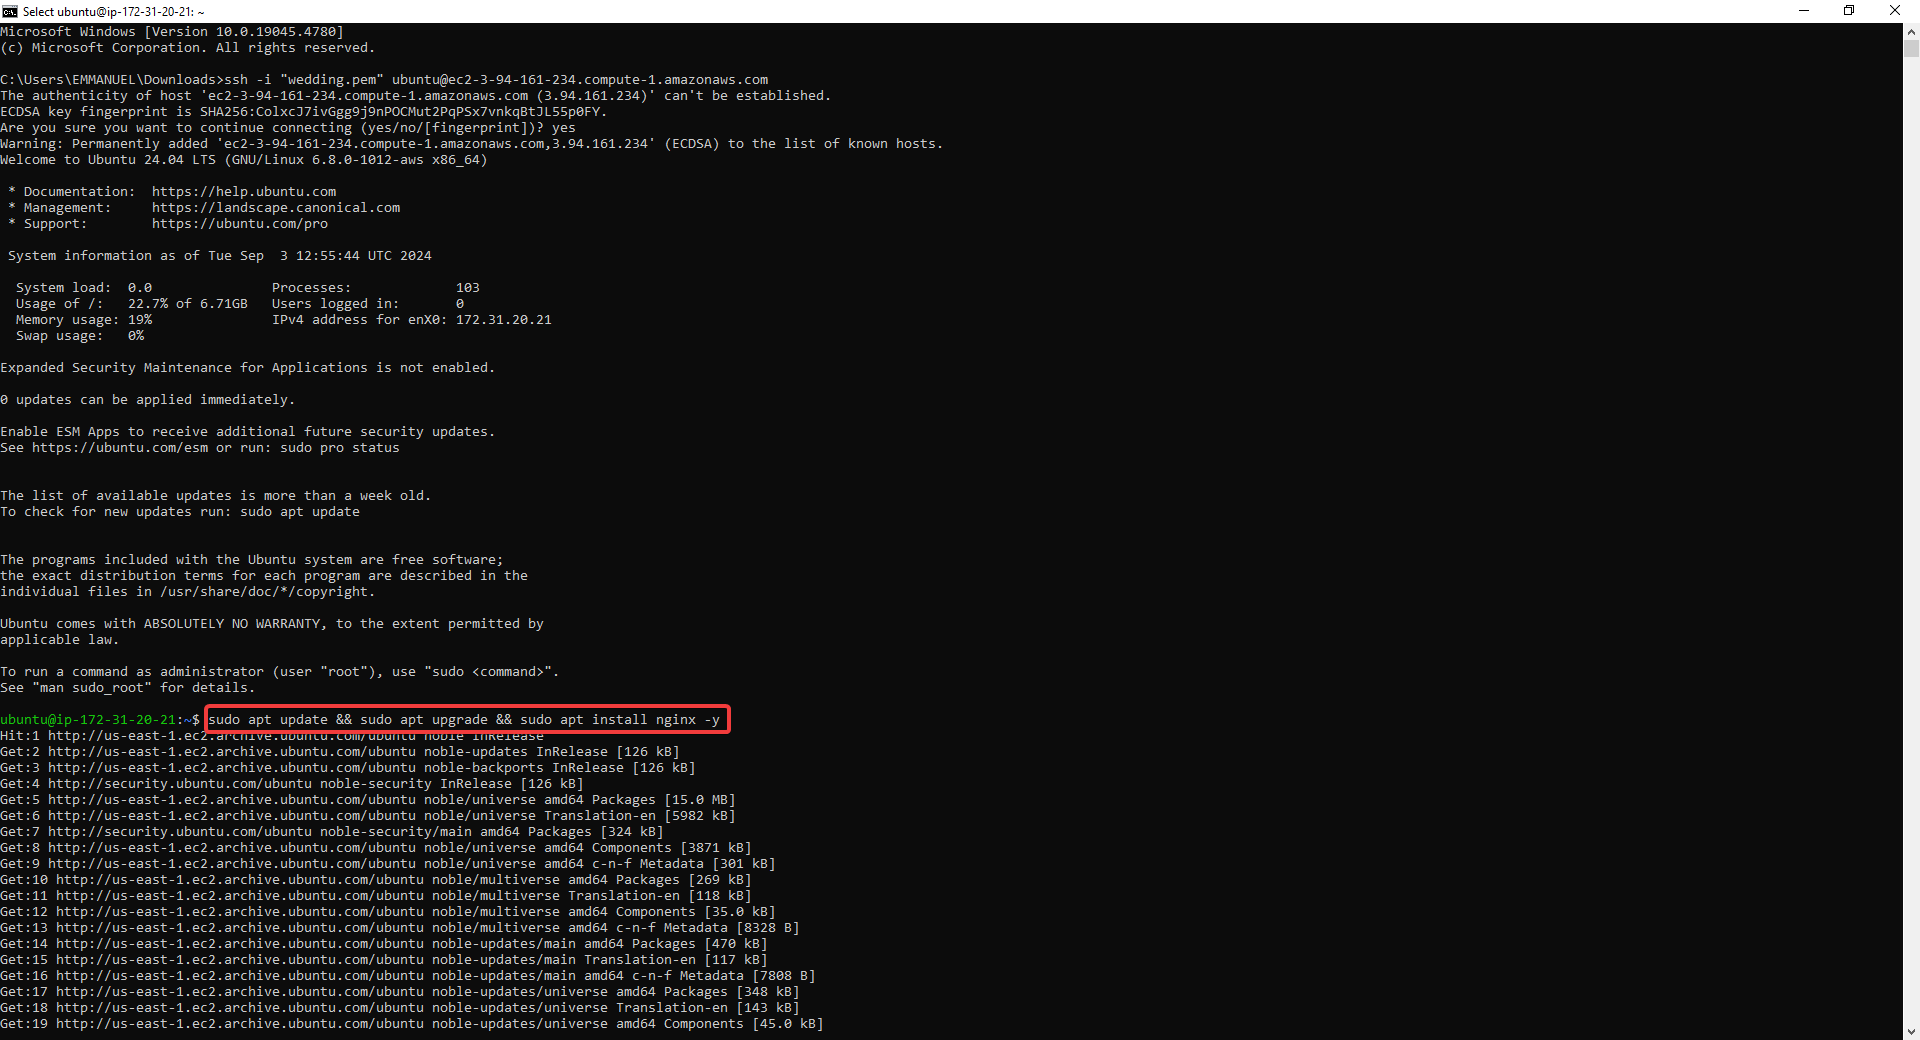 Select ubuntu@ip-172-31-20-21: ~
Microsoft Windows [Version 10.0.19045.4780]
(c) Microsoft Corporation. All rights reserved.
C:\Users\EMMANUEL\Downloads>ssh -i "wedding.pem" ubuntu@ec2-3-94-161-234.compute-1.amazonaws.com
The authenticity of host 'ec2-3-94-161-234.compute-1.amazonaws.com (3.94.161.234)' can't be established.
ECDSA key fingerprint is SHA256:ColxcJ7ivGgg9j9nPOCMut2PqPSx7vnkqBtJL55p0FY.
Are you sure you want to continue connecting (yes/no/[fingerprint])? yes
Warning: Permanently added 'ec2-3-94-161-234.compute-1.amazonaws.com,3.94.161.234' (ECDSA) to the list of known hosts.
Welcome to Ubuntu 24.04 LTS (GNU/Linux 6.8.0-1012-aws x86_64)
 * Documentation:  https://help.ubuntu.com
 * Management:     https://landscape.canonical.com
 * Support:        https://ubuntu.com/pro
 System information as of Tue Sep  3 12:55:44 UTC 2024
  System load:  0.0               Processes:             103
  Usage of /:   22.7% of 6.71GB   Users logged in:       0
  Memory usage: 19%               IPv4 address for enX0: 172.31.20.21
  Swap usage:   0%
Expanded Security Maintenance for Applications is not enabled.
0 updates can be applied immediately.
Enable ESM Apps to receive additional future security updates.
See https://ubuntu.com/esm or run: sudo pro status
The list of available updates is more than a week old.
To check for new updates run: sudo apt update
The programs included with the Ubuntu system are free software;
the exact distribution terms for each program are described in the
individual files in /usr/share/doc/*/copyright.
Ubuntu comes with ABSOLUTELY NO WARRANTY, to the extent permitted by
applicable law.
To run a command as administrator (user "root"), use "sudo <command>".
See "man sudo_root" for details.
ubuntu@ip-172-31-20-21:~$ sudo apt update && sudo apt upgrade && sudo apt install nginx -y
Hit:1 http://us-east-1.ec2.archive.ubuntu.com/ubuntu noble InRelease
Get:2 http://us-east-1.ec2.archive.ubuntu.com/ubuntu noble-updates InRelease [126 kB]
Get:3 http://us-east-1.ec2.archive.ubuntu.com/ubuntu noble-backports InRelease [126 kB]
Get:4 http://security.ubuntu.com/ubuntu noble-security InRelease [126 kB]
Get:5 http://us-east-1.ec2.archive.ubuntu.com/ubuntu noble/universe amd64 Packages [15.0 MB]
Get:6 http://us-east-1.ec2.archive.ubuntu.com/ubuntu noble/universe Translation-en [5982 kB]
Get:7 http://security.ubuntu.com/ubuntu noble-security/main amd64 Packages [324 kB]
Get:8 http://us-east-1.ec2.archive.ubuntu.com/ubuntu noble/universe amd64 Components [3871 kB]
Get:9 http://us-east-1.ec2.archive.ubuntu.com/ubuntu noble/universe amd64 c-n-f Metadata [301 kB]
Get:10 http://us-east-1.ec2.archive.ubuntu.com/ubuntu noble/multiverse amd64 Packages [269 kB]
Get:11 http://us-east-1.ec2.archive.ubuntu.com/ubuntu noble/multiverse Translation-en [118 kB]
Get:12 http://us-east-1.ec2.archive.ubuntu.com/ubuntu noble/multiverse amd64 Components [35.0 kB]
Get:13 http://us-east-1.ec2.archive.ubuntu.com/ubuntu noble/multiverse amd64 c-n-f Metadata [8328 B]
Get:14 http://us-east-1.ec2.archive.ubuntu.com/ubuntu noble-updates/main amd64 Packages [470 kB]
Get:15 http://us-east-1.ec2.archive.ubuntu.com/ubuntu noble-updates/main Translation-en [117 kB]
Get:16 http://us-east-1.ec2.archive.ubuntu.com/ubuntu noble-updates/main amd64 c-n-f Metadata [7808 B]
Get:17 http://us-east-1.ec2.archive.ubuntu.com/ubuntu noble-updates/universe amd64 Packages [348 kB]
Get:18 http://us-east-1.ec2.archive.ubuntu.com/ubuntu noble-updates/universe Translation-en [143 kB]
Get:19 http://us-east-1.ec2.archive.ubuntu.com/ubuntu noble-updates/universe amd64 Components [45.0 kB]